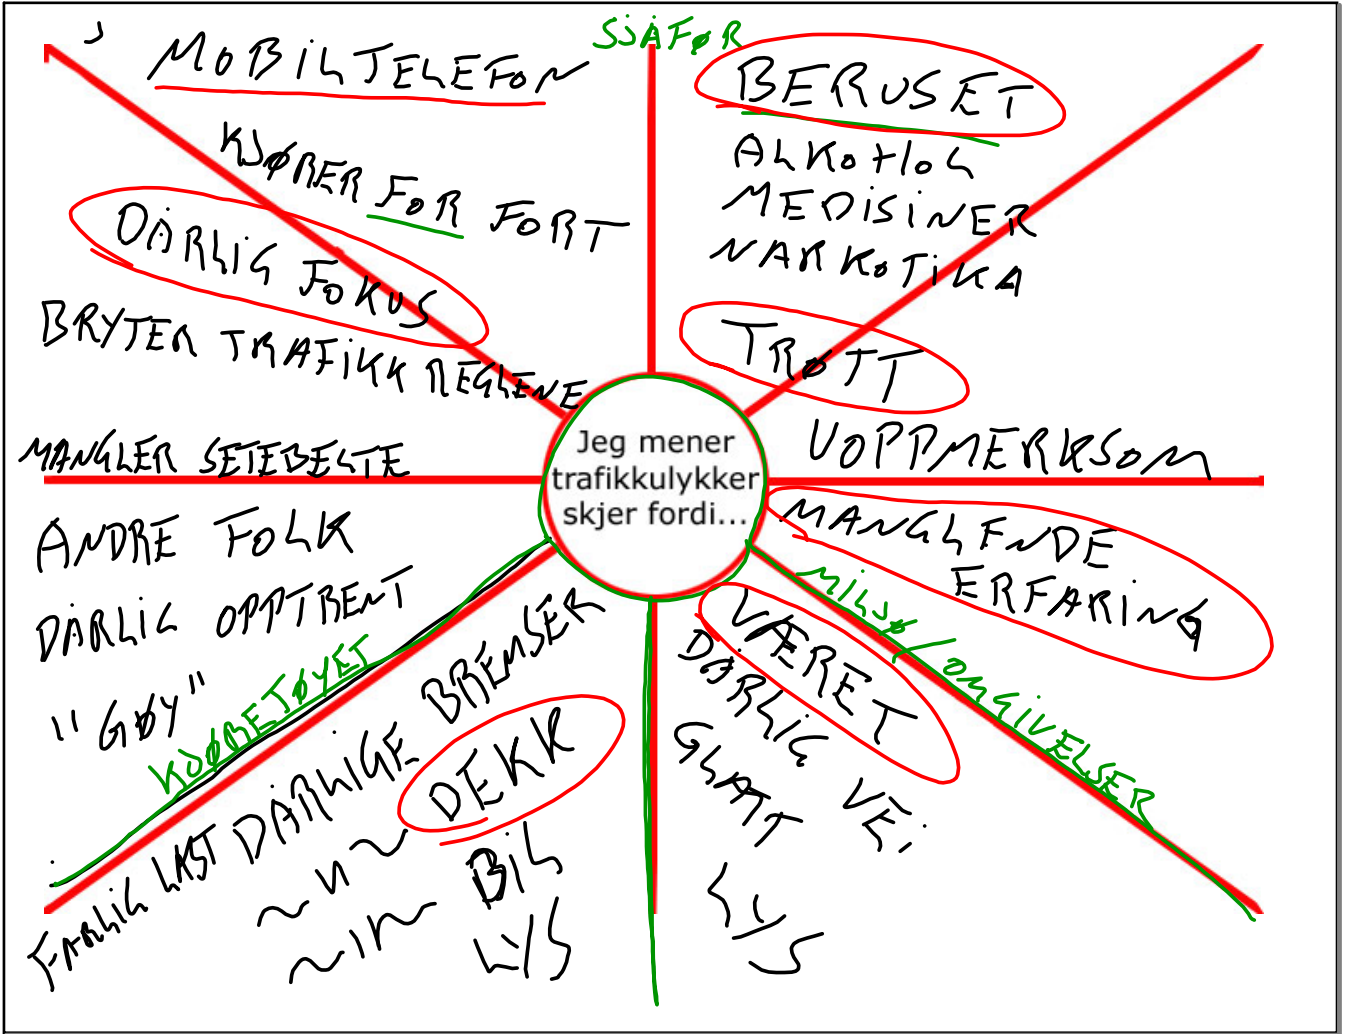 SJÅFØR
MOBILTELEFON
KJØRER FOR FORT
DÅRLIG FOKUS
BRYTER TRAFIKK REGLENE
MANGLER SETEBELTE
ANDRE FOLK
DÅRLIG OPPTRENT
"GØY"
BERUSET
ALKOHOL
MEDISINER
NARKOTIKA
TRØTT
UOPPMERKSOM
MANGLENDE
ERFARING
Jeg mener
trafikkulykker
skjer fordi...
KJØRETØYET
DÅRLIGE BREMSER
DEKK
BIL
LYS
FARLIG LAST
MILJØ/OMGIVELSER
VÆRET
DÅRLIG VEI
GLATT
LYS